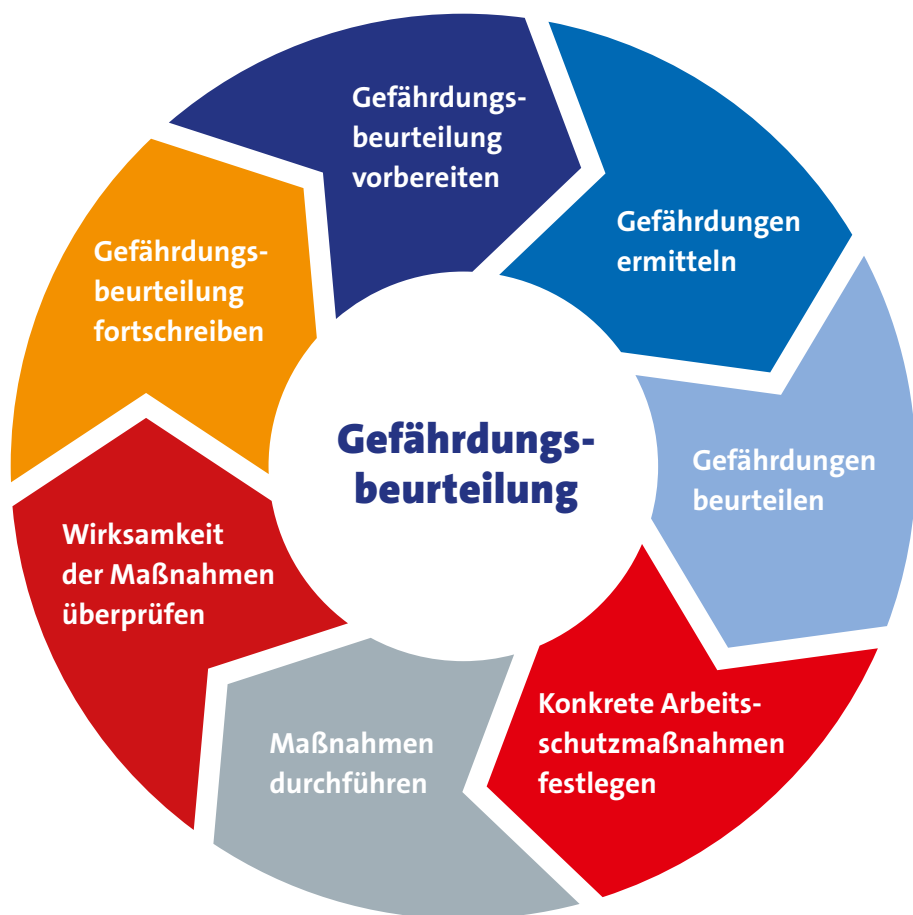 Gefährdungs-
beurteilung
vorbereiten
Gefährdungen
ermitteln
Gefährdungen
beurteilen
Konkrete Arbeits-
schutzmaßnahmen
festlegen
Maßnahmen
durchführen
Wirksamkeit
der Maßnahmen
überprüfen
Gefährdungs-
beurteilung
fortschreiben
Gefährdungs-
beurteilung